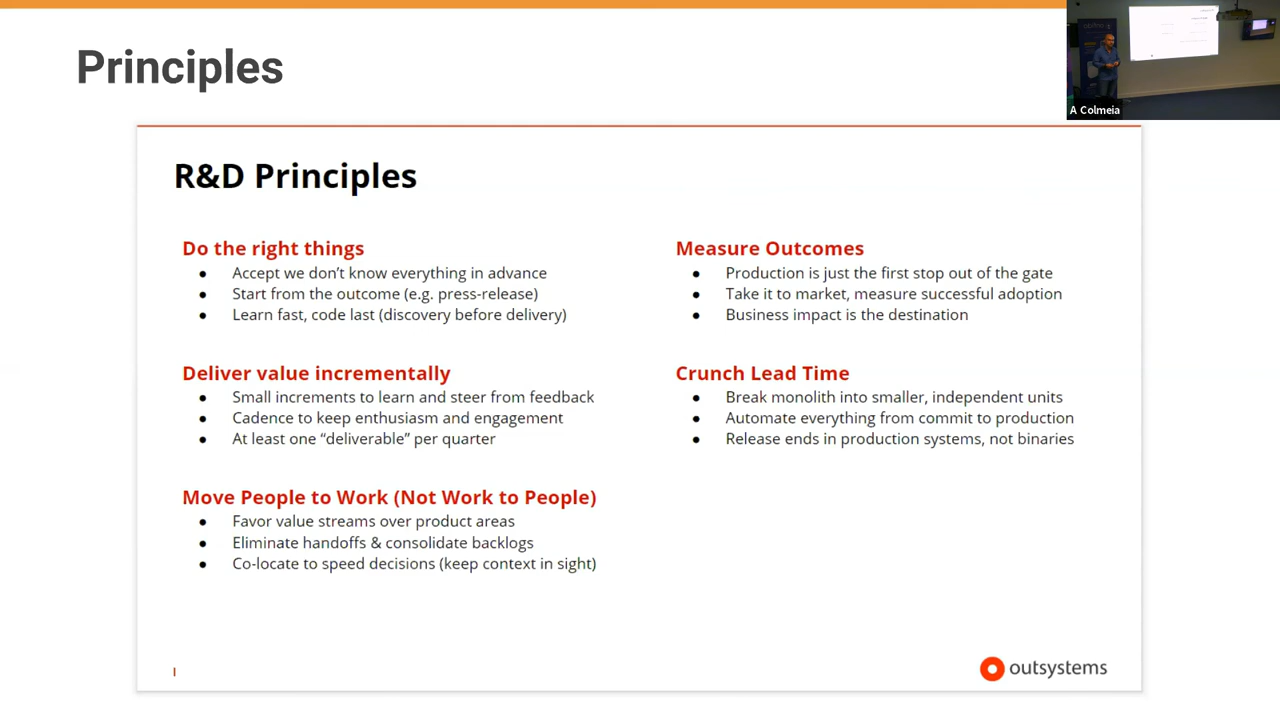 Principles
A Colmeia
R&D Principles
Do the right things
● Accept we don’t know everything in advance
● Start from the outcome (e.g. press-release)
● Learn fast, code last (discovery before delivery)
Deliver value incrementally
● Small increments to learn and steer from feedback
● Cadence to keep enthusiasm and engagement
● At least one “deliverable” per quarter
Move People to Work (Not Work to People)
● Favor value streams over product areas
● Eliminate handoffs & consolidate backlogs
● Co-locate to speed decisions (keep context in sight)
Measure Outcomes
● Production is just the first stop out of the gate
● Take it to market, measure successful adoption
● Business impact is the destination
Crunch Lead Time
● Break monolith into smaller, independent units
● Automate everything from commit to production
● Release ends in production systems, not binaries
outsystems